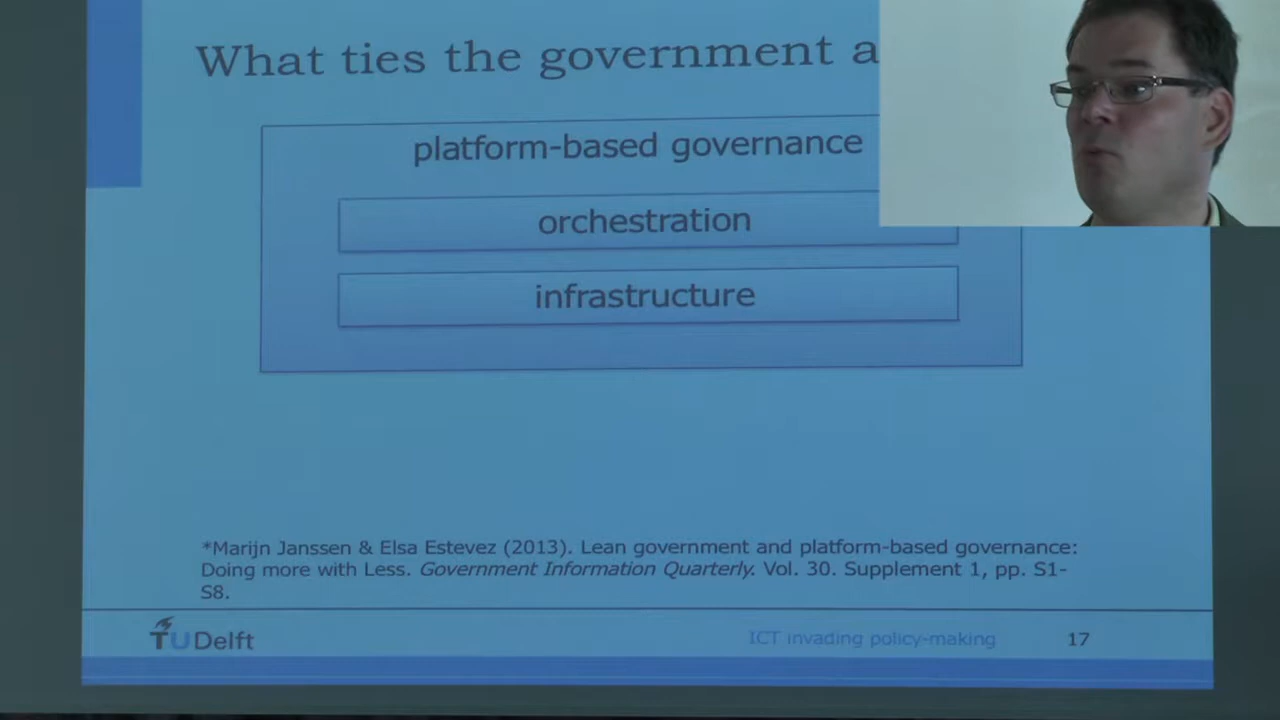 What ties the government a
platform-based governance
orchestration
infrastructure
*Marijn Janssen & Elsa Estevez (2013). Lean government and platform-based governance:
Doing more with Less. Government Information Quarterly. Vol. 30. Supplement 1, pp. S1-
S8.
TU Delft
ICT invading policy-making 17